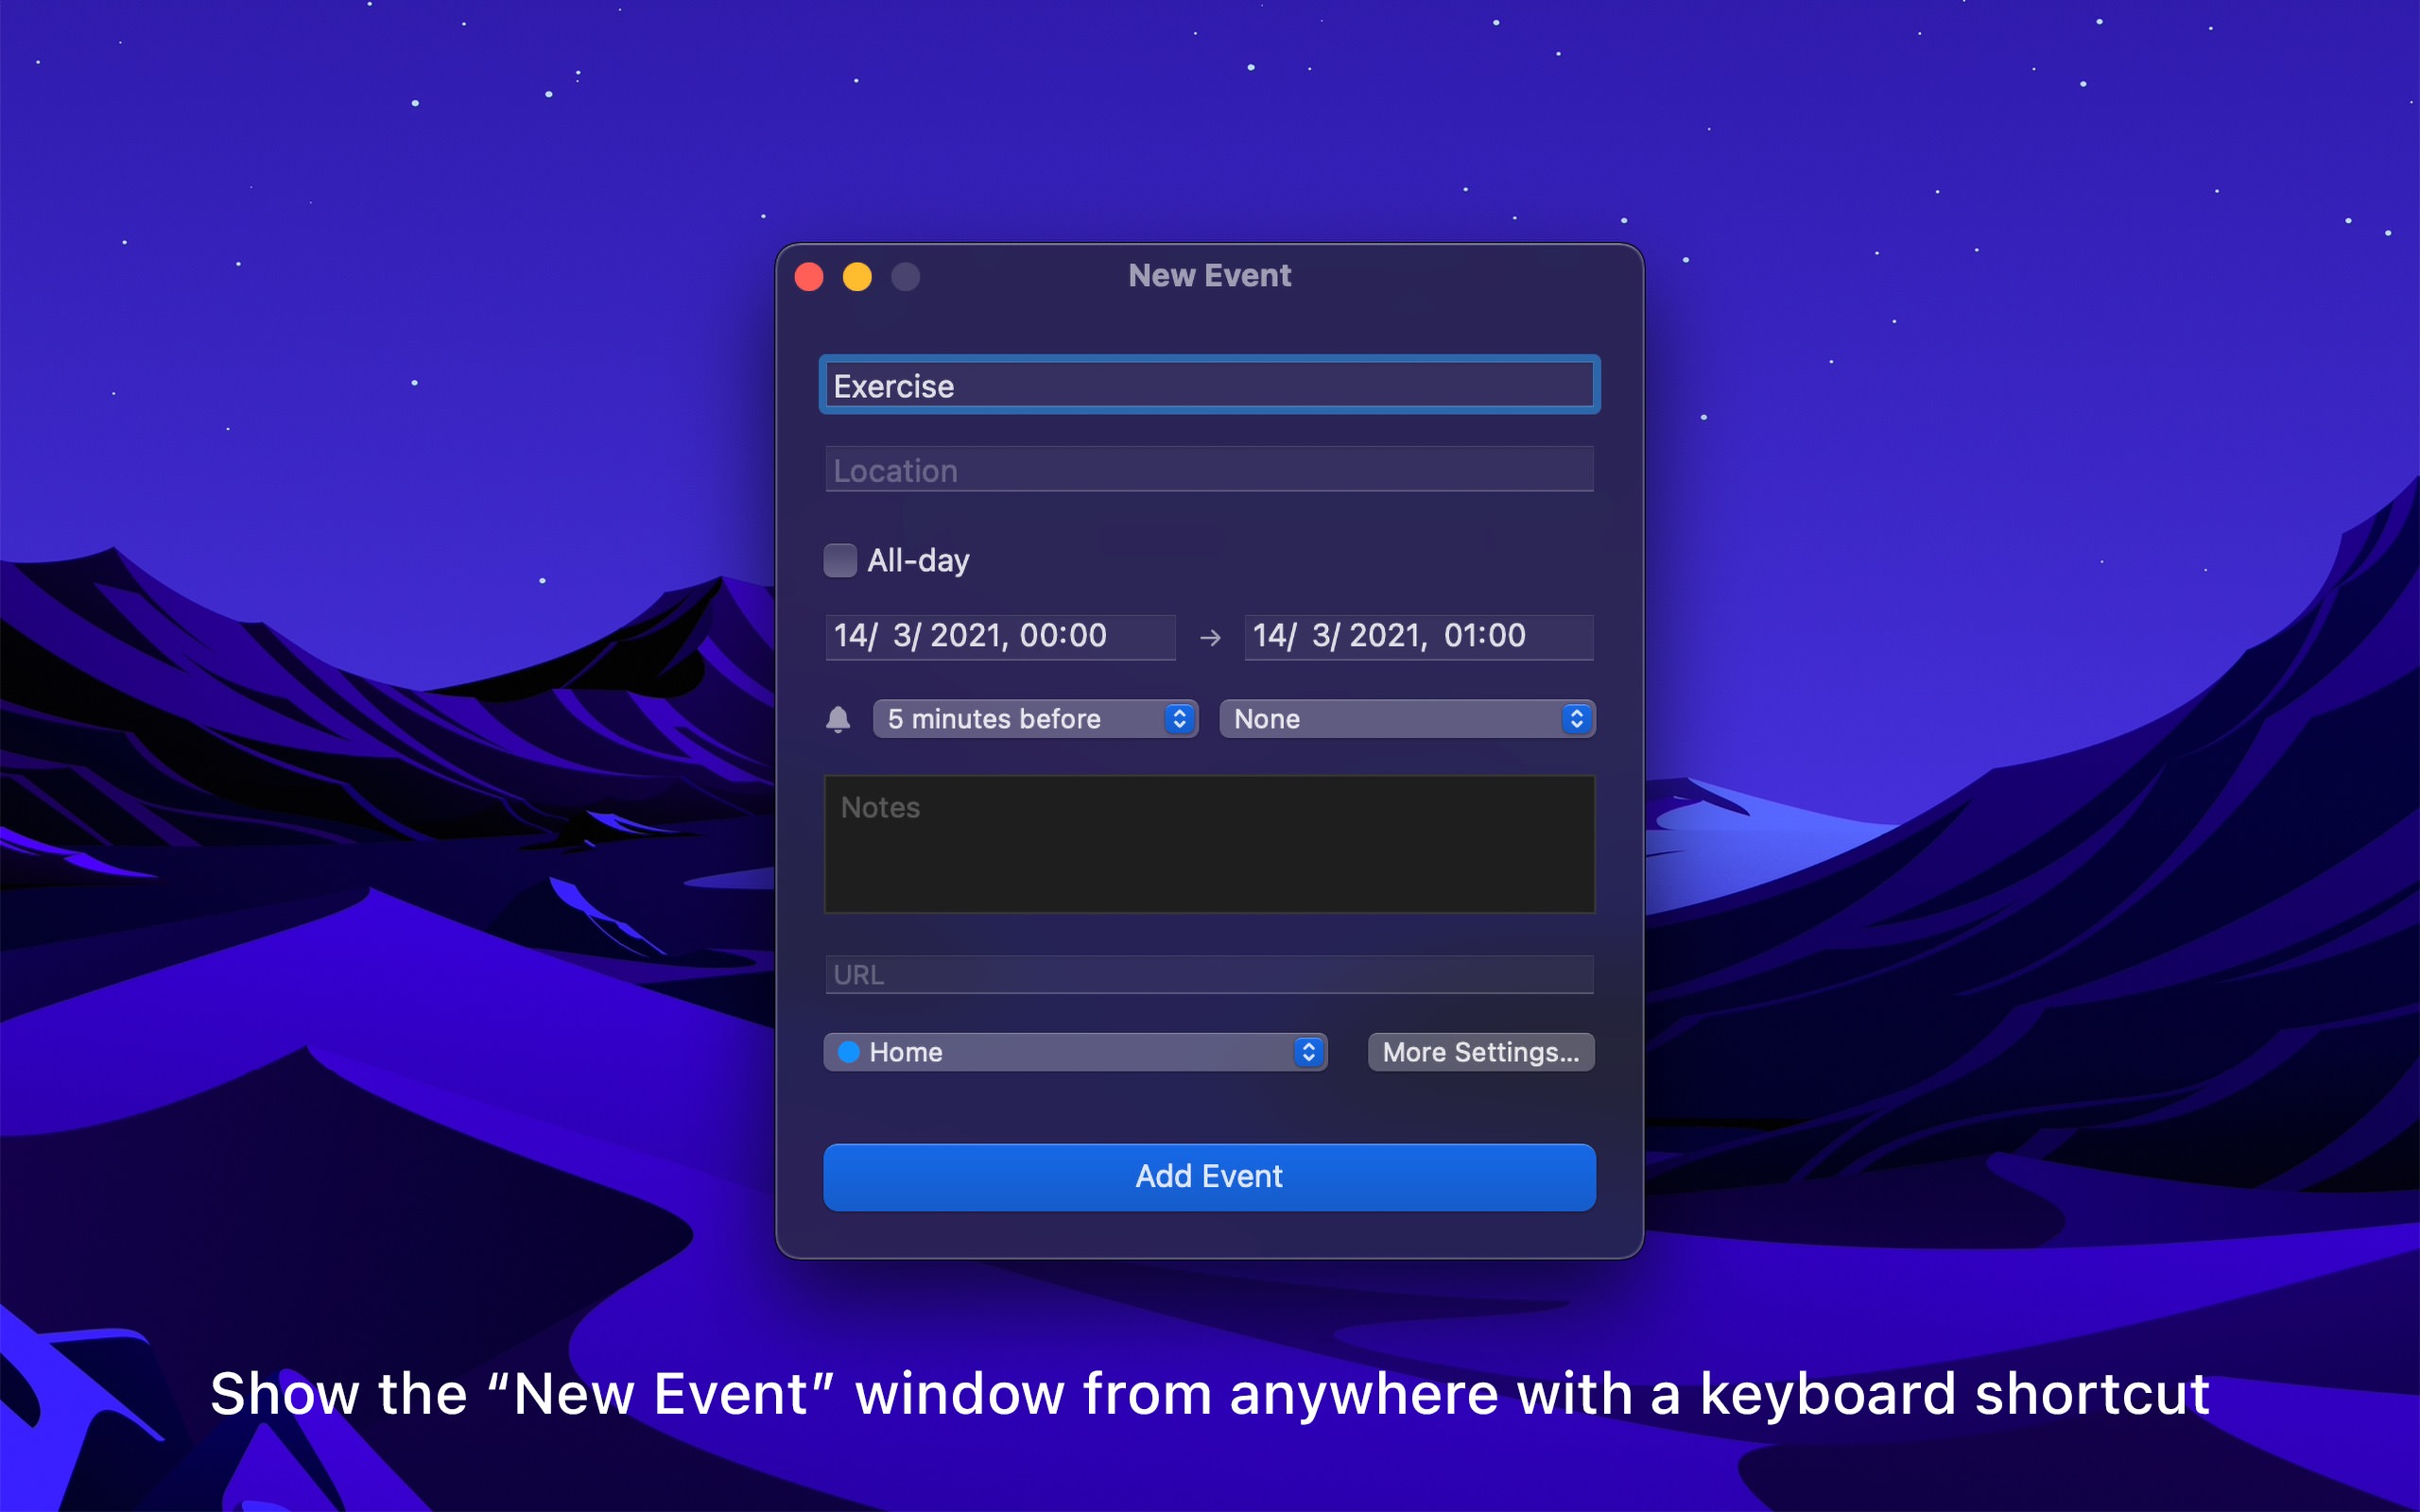 New Event
Exercise
Location
All-day
14/ 3/ 2021, 00:00 → 14/ 3/ 2021, 01:00
5 minutes before None
Notes
URL
Home More Settings...
Add Event
Show the “New Event” window from anywhere with a keyboard shortcut